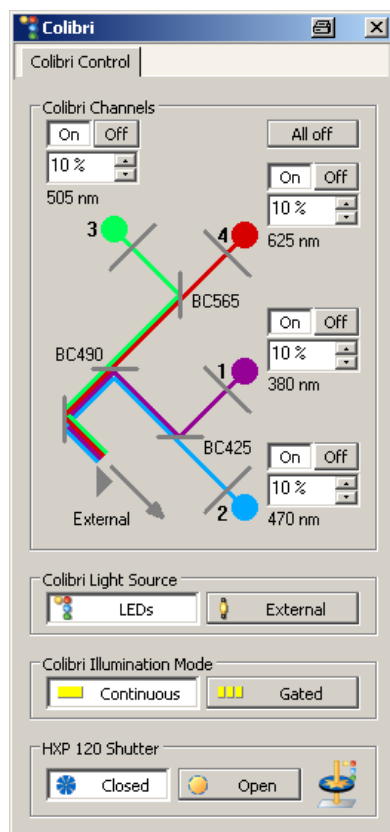 Colibri
Colibri Control
Colibri Channels
On Off All off
10 %
505 nm
On Off
10 %
625 nm
3
4
BC565
BC490
On Off
10 %
380 nm
1
BC425
On Off
10 %
470 nm
2
External
Colibri Light Source
LEDs External
Colibri Illumination Mode
Continuous Gated
HXP 120 Shutter
Closed Open